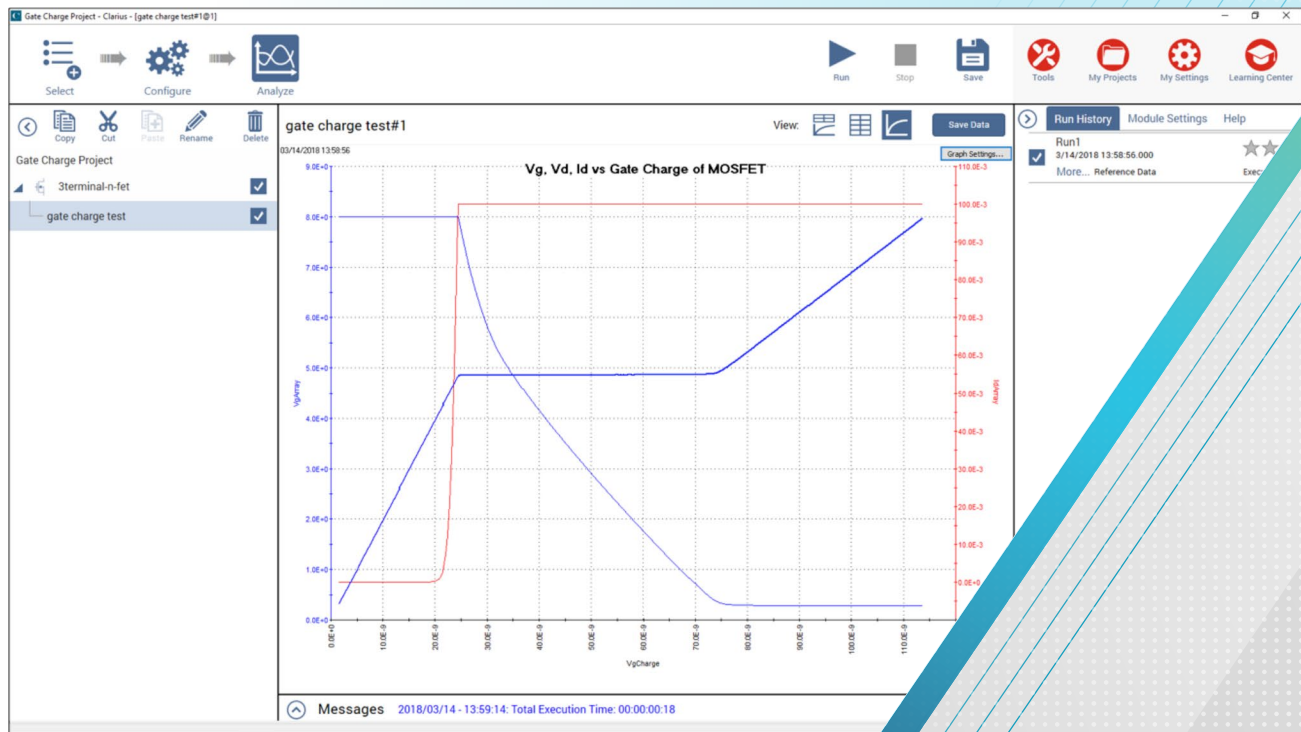 Gate Charge Project - Clarius - [gate charge test#1@1]
Select
Configure
Analyze
Run
Stop
Save
Tools
My Projects
My Settings
Learning Center
Copy
Cut
Paste
Rename
Delete
Gate Charge Project
3terminal-n-fet
gate charge test
gate charge test#1
View:
Save Data
03/14/2018 13:58:56
Graph Settings...
Vg, Vd, Id vs Gate Charge of MOSFET
9.0E+0
8.0E+0
7.0E+0
6.0E+0
5.0E+0
4.0E+0
3.0E+0
2.0E+0
1.0E+0
0.0E+0
VgArray
110.0E-3
100.0E-3
90.0E-3
80.0E-3
70.0E-3
60.0E-3
50.0E-3
40.0E-3
30.0E-3
20.0E-3
10.0E-3
0.0E+0
IdArray
0.0E+0
10.0E-9
20.0E-9
30.0E-9
40.0E-9
50.0E-9
60.0E-9
70.0E-9
80.0E-9
90.0E-9
100.0E-9
110.0E-9
VgCharge
Messages 2018/03/14 - 13:59:14: Total Execution Time: 00:00:00:18
Run History
Module Settings
Help
Run1
3/14/2018 13:58:56.000
More... Reference Data